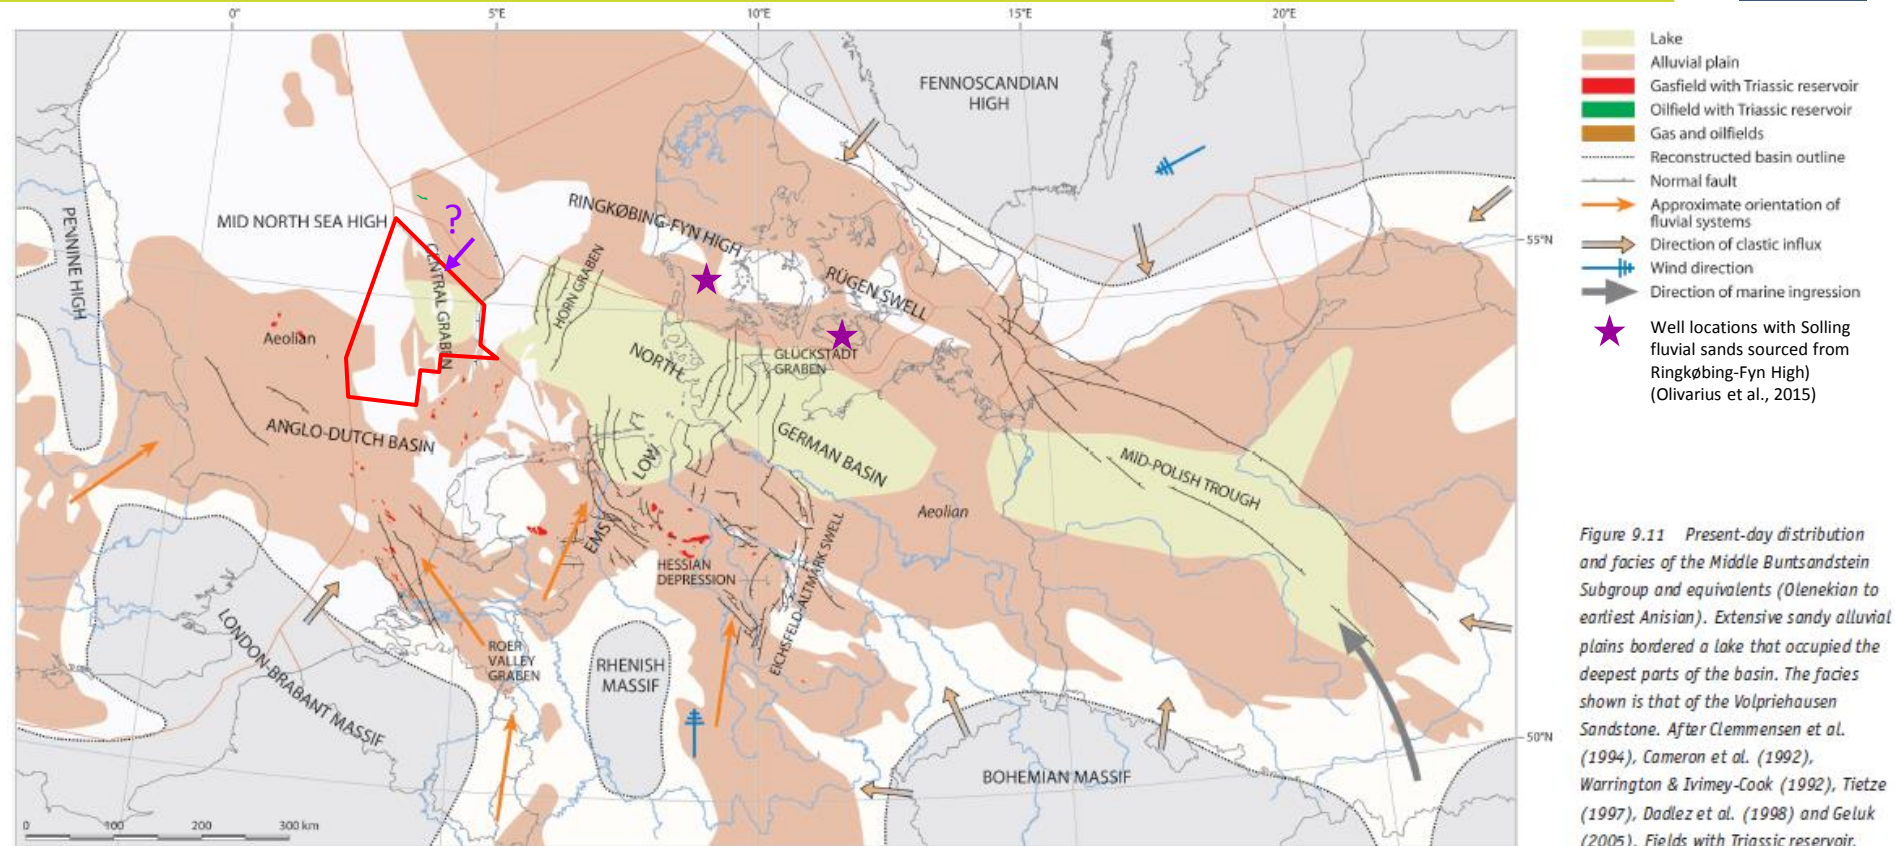 0°
5°E
10°E
15°E
20°E
FENNOSCANDIAN
HIGH
PENNINE HIGH
MID NORTH SEA HIGH
?
RINGKØBING-FYN HIGH
55°N
CENTRAL GRABEN
HORN GRABEN
RÜGEN SWELL
Aeolian
NORTH
GLÜCKSTADT
GRABEN
ANGLO-DUTCH BASIN
LOW
GERMAN BASIN
MID-POLISH TROUGH
Aeolian
EMS
HESSIAN
DEPRESSION
EICHSFELD-ALTMARK SWELL
LONDON-BRABANT MASSIF
ROER
VALLEY
GRABEN
RHENISH
MASSIF
50°N
BOHEMIAN MASSIF
0 100 200 300 km
Lake
Alluvial plain
Gasfield with Triassic reservoir
Oilfield with Triassic reservoir
Gas and oilfields
Reconstructed basin outline
Normal fault
Approximate orientation of
fluvial systems
Direction of clastic influx
Wind direction
Direction of marine ingression
Well locations with Solling
fluvial sands sourced from
Ringkøbing-Fyn High)
(Olivarius et al., 2015)
Figure 9.11 Present-day distribution
and facies of the Middle Buntsandstein
Subgroup and equivalents (Olenekian to
earliest Anisian). Extensive sandy alluvial
plains bordered a lake that occupied the
deepest parts of the basin. The facies
shown is that of the Volpriehausen
Sandstone. After Clemmensen et al.
(1994), Cameron et al. (1992),
Warrington & Ivimey-Cook (1992), Tietze
(1997), Dadlez et al. (1998) and Geluk
(2005). Fields with Triassic reservoir.